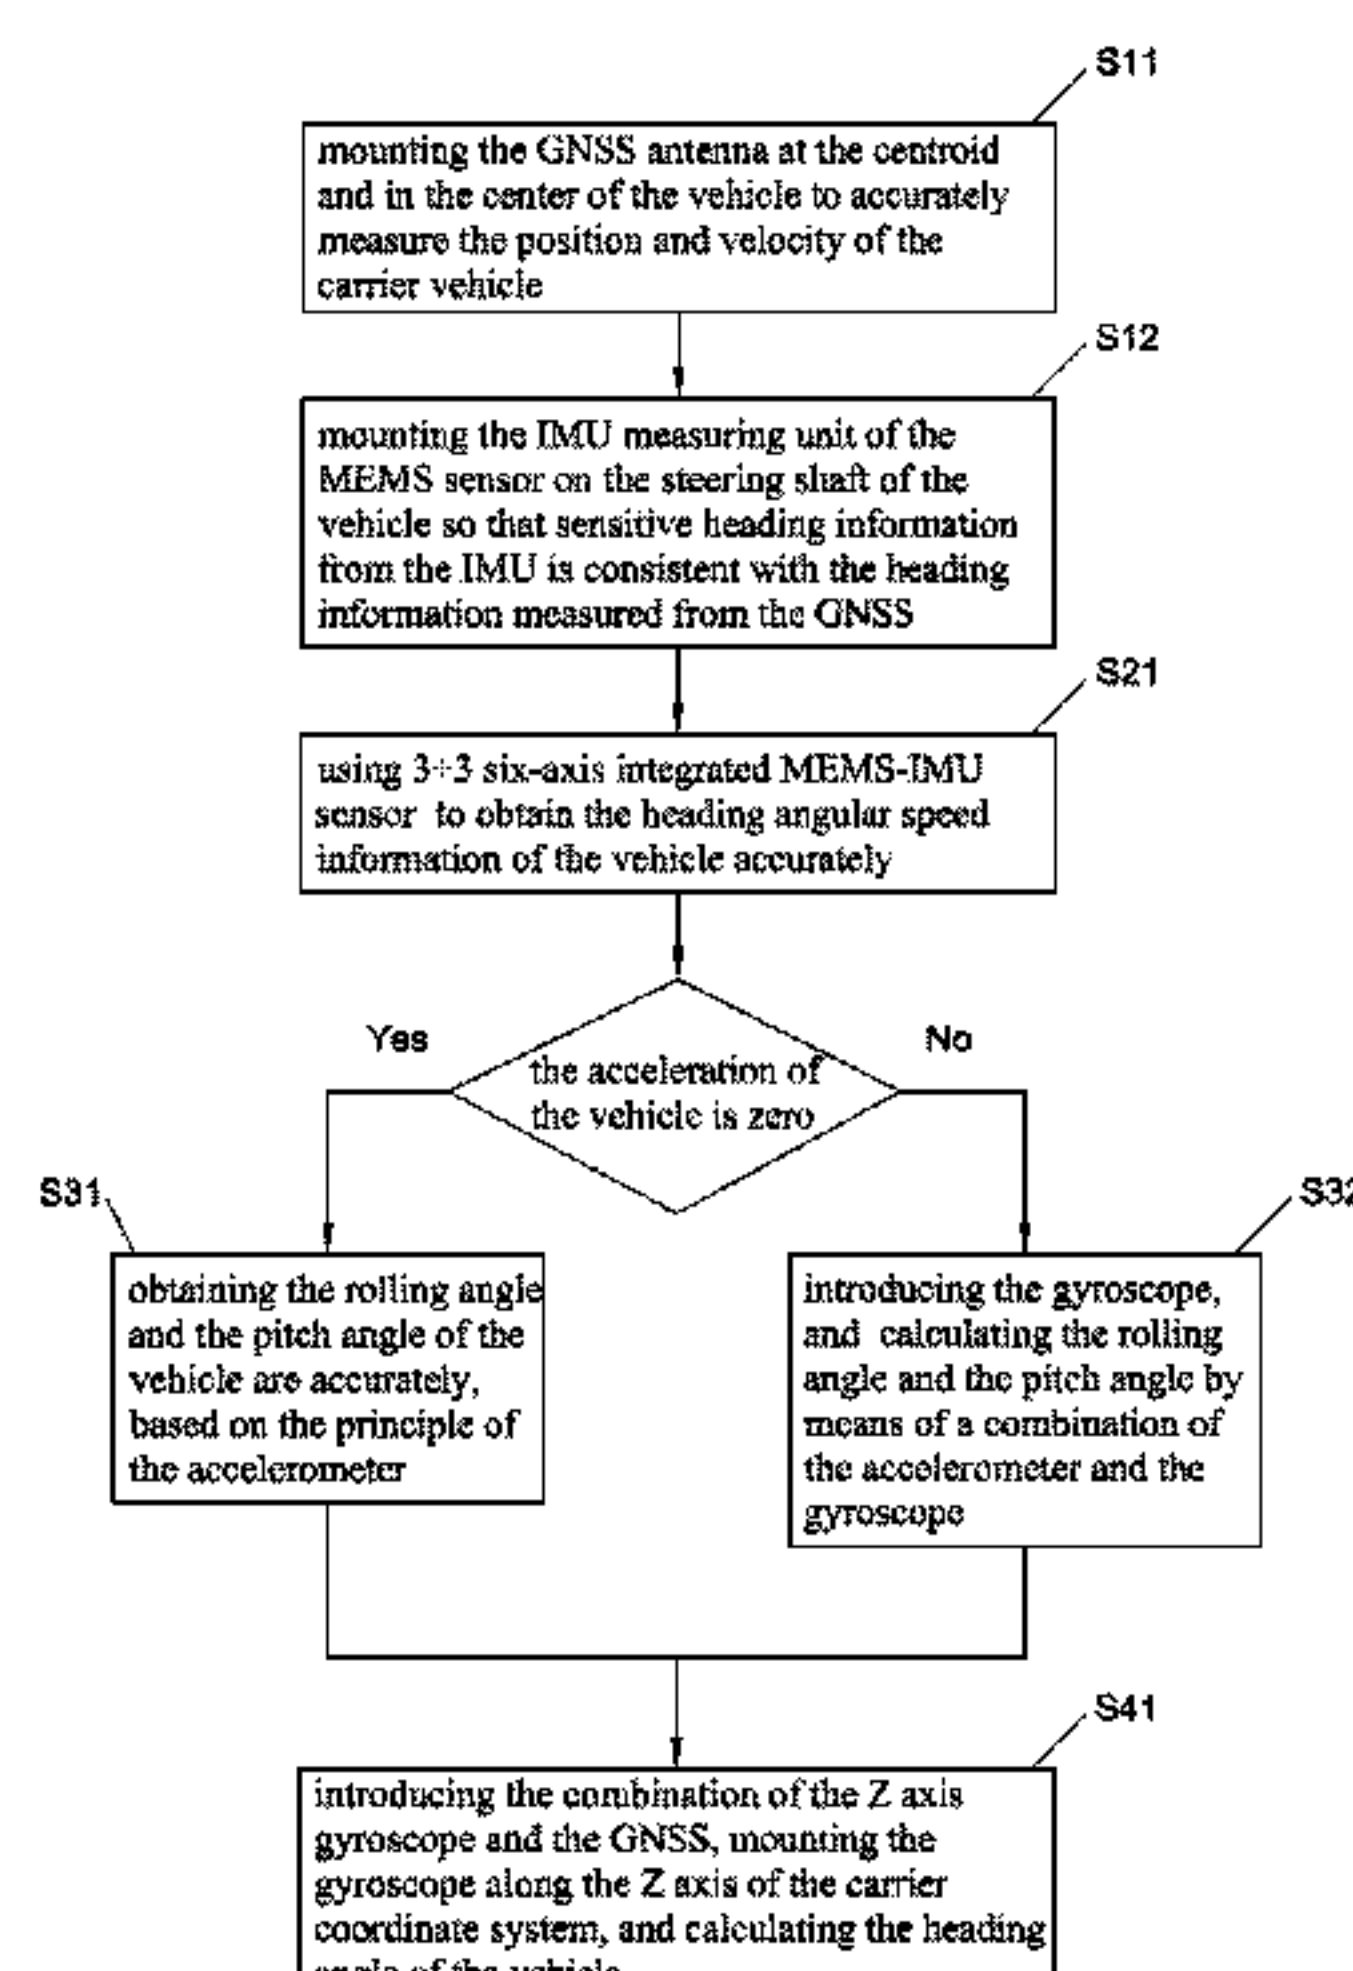 S11
mounting the GNSS antenna at the centroid
and in the center of the vehicle to accurately
measure the position and velocity of the
carrier vehicle
S12
mounting the IMU measuring unit of the
MEMS sensor on the steering shaft of the
vehicle so that sensitive heading information
from the IMU is consistent with the heading
information measured from the GNSS
S21
using 3+3 six-axis integrated MEMS-IMU
sensor to obtain the heading angular speed
information of the vehicle accurately
Yes
No
the acceleration of
the vehicle is zero
S31
obtaining the rolling angle
and the pitch angle of the
vehicle are accurately,
based on the principle of
the accelerometer
S32
introducing the gyroscope,
and calculating the rolling
angle and the pitch angle by
means of a combination of
the accelerometer and the
gyroscope
S41
introducing the combination of the Z axis
gyroscope and the GNSS, mounting the
gyroscope along the Z axis of the carrier
coordinate system, and calculating the heading
angle of the vehicle